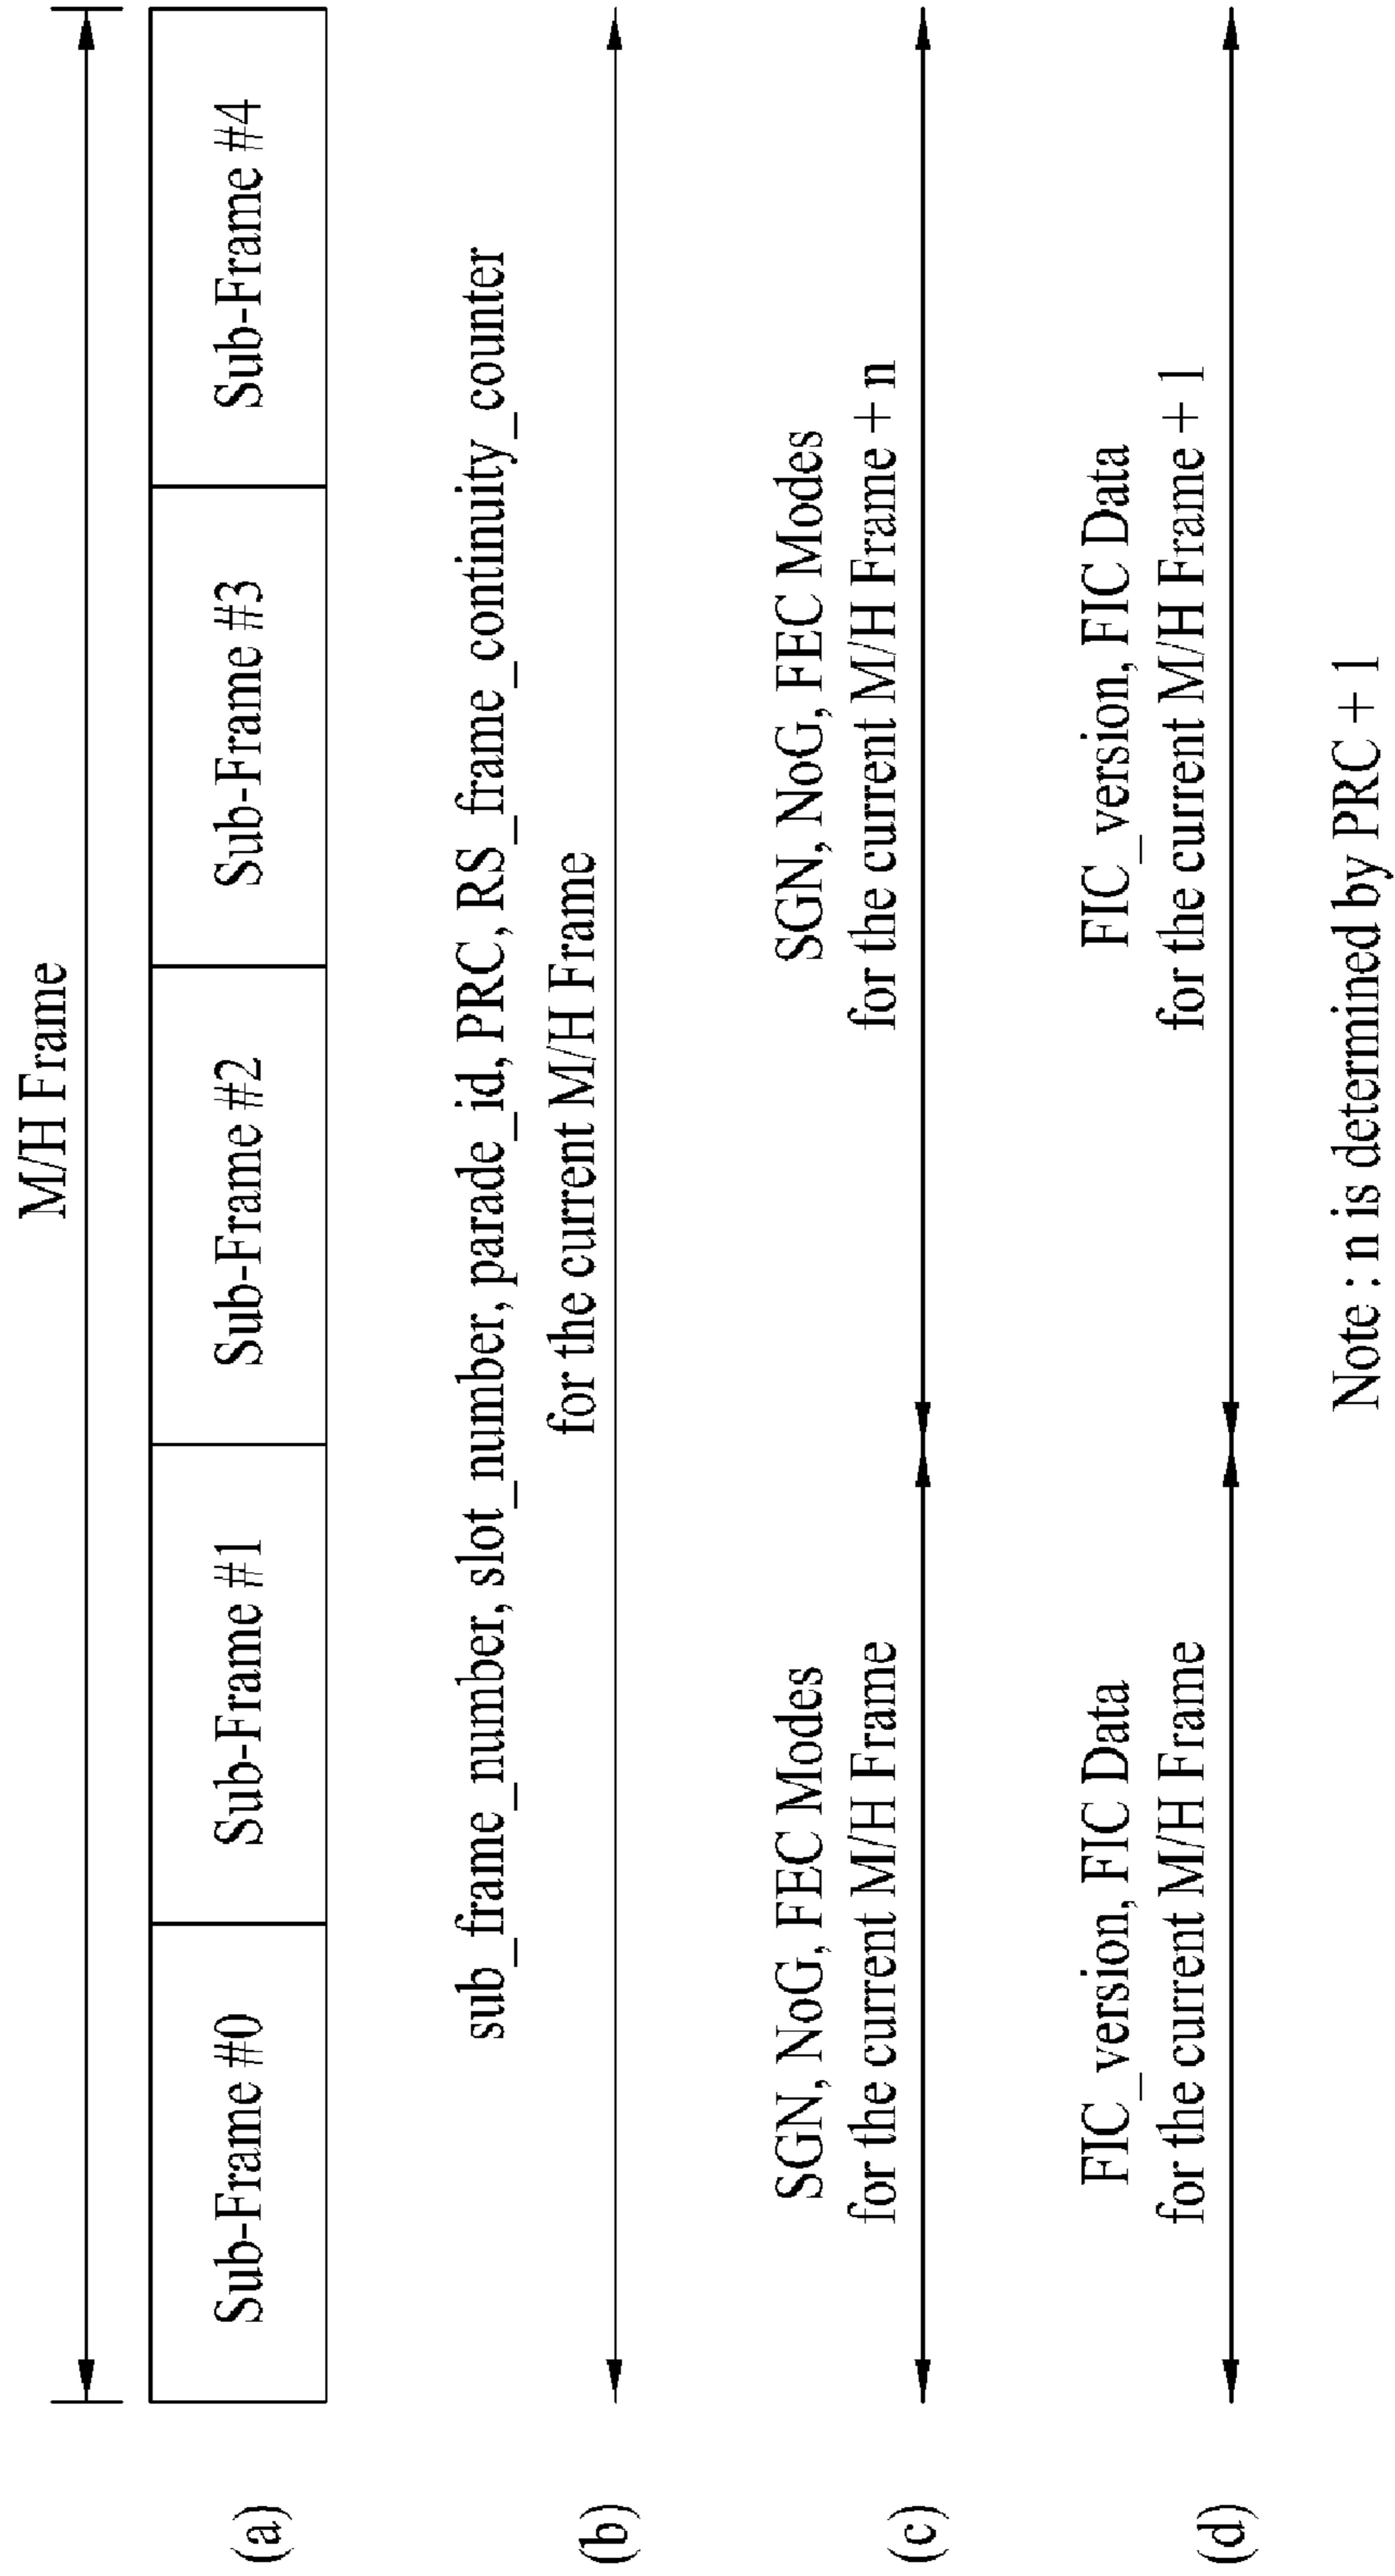 M/H Frame
(a) Sub-Frame #0 Sub-Frame #1 Sub-Frame #2 Sub-Frame #3 Sub-Frame #4
sub_frame_number, slot_number, parade_id, PRC, RS_frame_continuity_counter
for the current M/H Frame
(b)
SGN, NoG, FEC Modes
for the current M/H Frame
SGN, NoG, FEC Modes
for the current M/H Frame + n
(c)
FIC_version, FIC Data
for the current M/H Frame
FIC_version, FIC Data
for the current M/H Frame + 1
(d)
Note : n is determined by PRC + 1